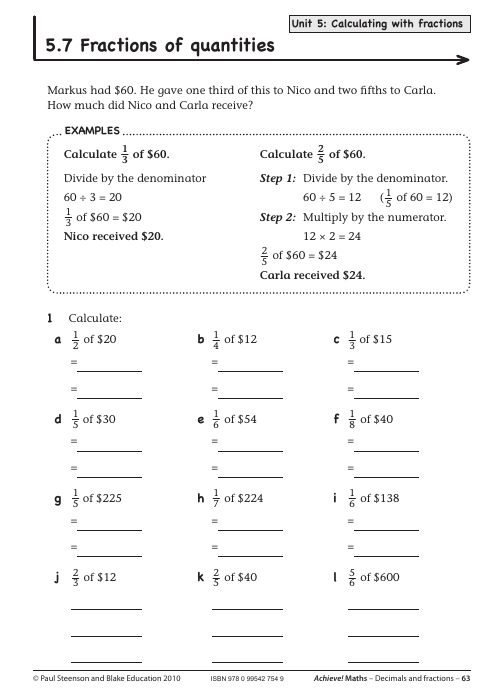 Unit 5: Calculating with fractions
5.7 Fractions of quantities
Markus had $60. He gave one third of this to Nico and two fifths to Carla.
How much did Nico and Carla receive?
EXAMPLES
Calculate 1/3 of $60.
Divide by the denominator
60 ÷ 3 = 20
1/3 of $60 = $20
Nico received $20.
Calculate 2/5 of $60.
Step 1: Divide by the denominator.
60 ÷ 5 = 12 (1/5 of 60 = 12)
Step 2: Multiply by the numerator.
12 × 2 = 24
2/5 of $60 = $24
Carla received $24.
1 Calculate:
a 1/2 of $20 b 1/4 of $12 c 1/3 of $15
= = =
= = =
d 1/5 of $30 e 1/6 of $54 f 1/8 of $40
= = =
= = =
g 1/5 of $225 h 1/7 of $224 i 1/6 of $138
= = =
= = =
j 2/3 of $12 k 2/5 of $40 l 5/6 of $600
© Paul Steenson and Blake Education 2010 ISBN 978 0 99542 754 9 Achieve! Maths – Decimals and fractions – 63